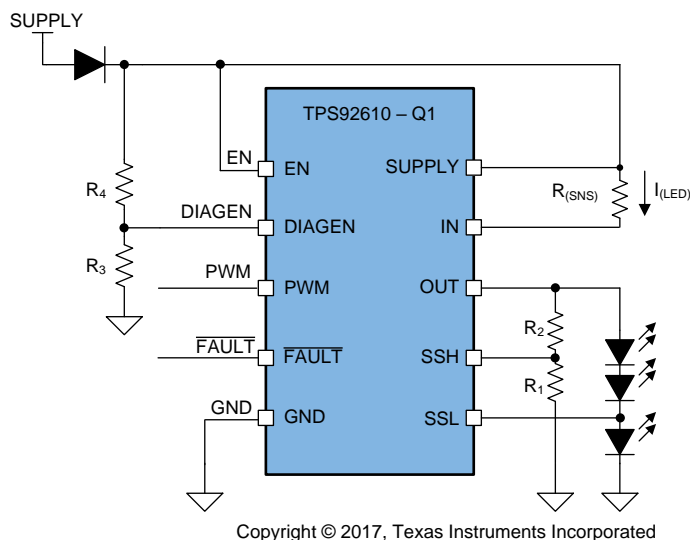 SUPPLY
TPS92610 – Q1
EN
EN
SUPPLY
R4
R(SNS)
I(LED)
DIAGEN
DIAGEN
IN
R3
PWM
PWM
OUT
R2
FAULT
FAULT
SSH
R1
GND
GND
SSL
Copyright © 2017, Texas Instruments Incorporated